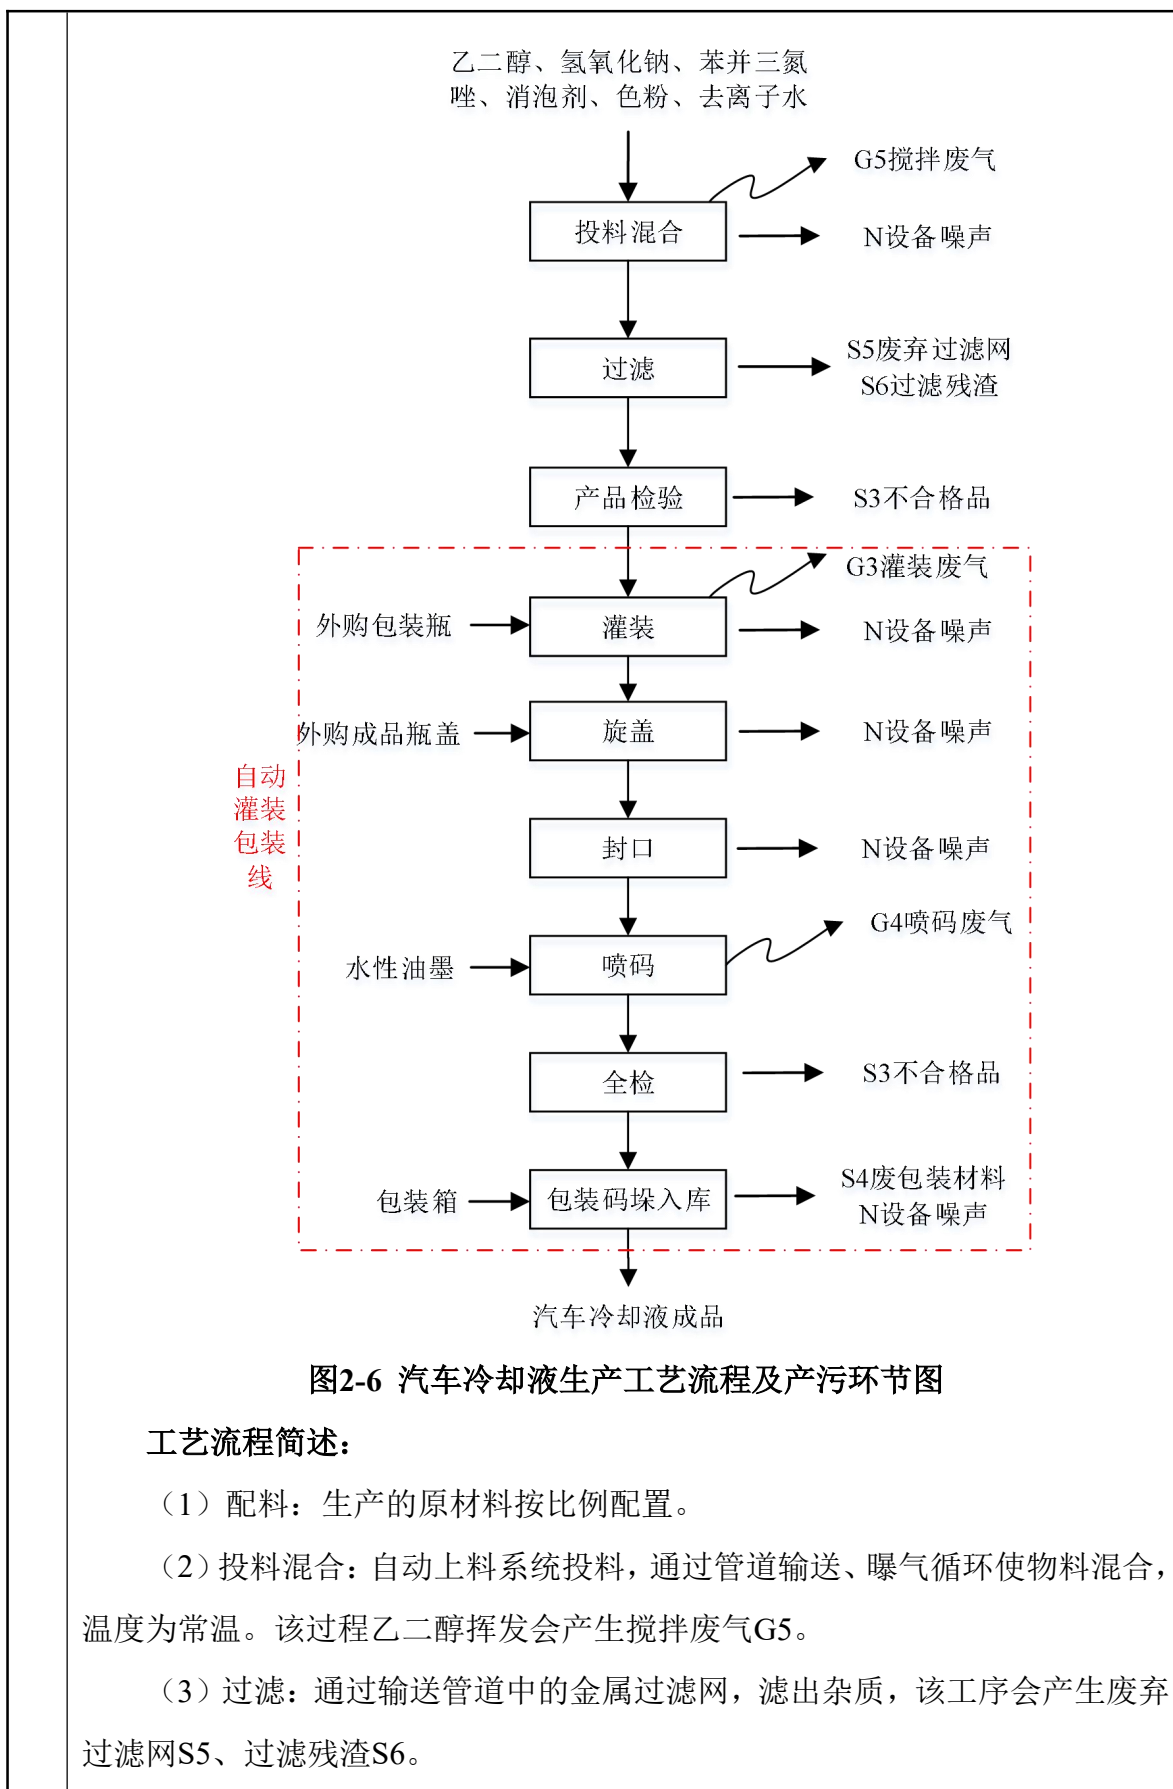 乙二醇、氢氧化钠、苯并三氮
唑、消泡剂、色粉、去离子水
G5搅拌废气
投料混合
N设备噪声
过滤
S5废弃过滤网
S6过滤残渣
产品检验
S3不合格品
G3灌装废气
外购包装瓶
灌装
N设备噪声
外购成品瓶盖
旋盖
N设备噪声
自动
灌装
包装
线
封口
N设备噪声
G4喷码废气
水性油墨
喷码
全检
S3不合格品
包装箱
包装码垛入库
S4废包装材料
N设备噪声
汽车冷却液成品
图2-6 汽车冷却液生产工艺流程及产污环节图
工艺流程简述：
（1）配料：生产的原材料按比例配置。
（2）投料混合：自动上料系统投料，通过管道输送、曝气循环使物料混合，
温度为常温。该过程乙二醇挥发会产生搅拌废气G5。
（3）过滤：通过输送管道中的金属过滤网，滤出杂质，该工序会产生废弃
过滤网S5、过滤残渣S6。